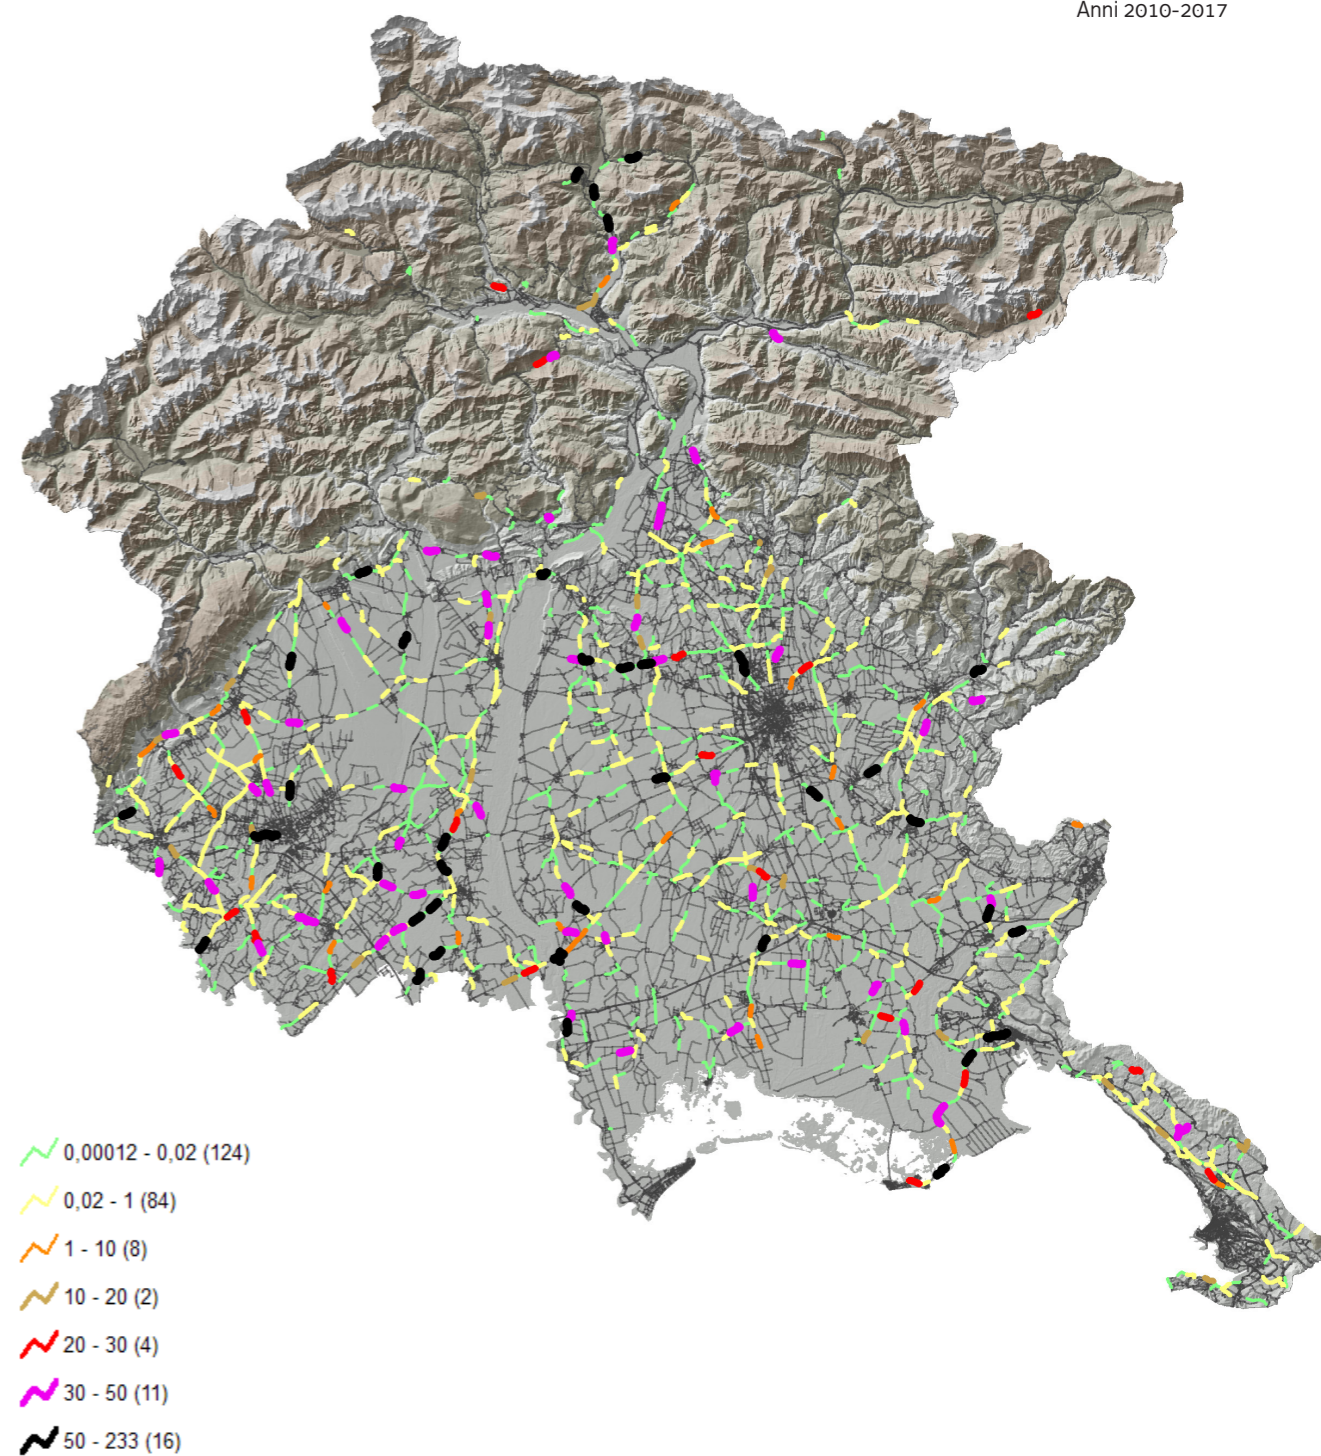 Anni 2010-2017
0,00012 - 0,02 (124)
0,02 - 1 (84)
1 - 10 (8)
10 - 20 (2)
20 - 30 (4)
30 - 50 (11)
50 - 233 (16)